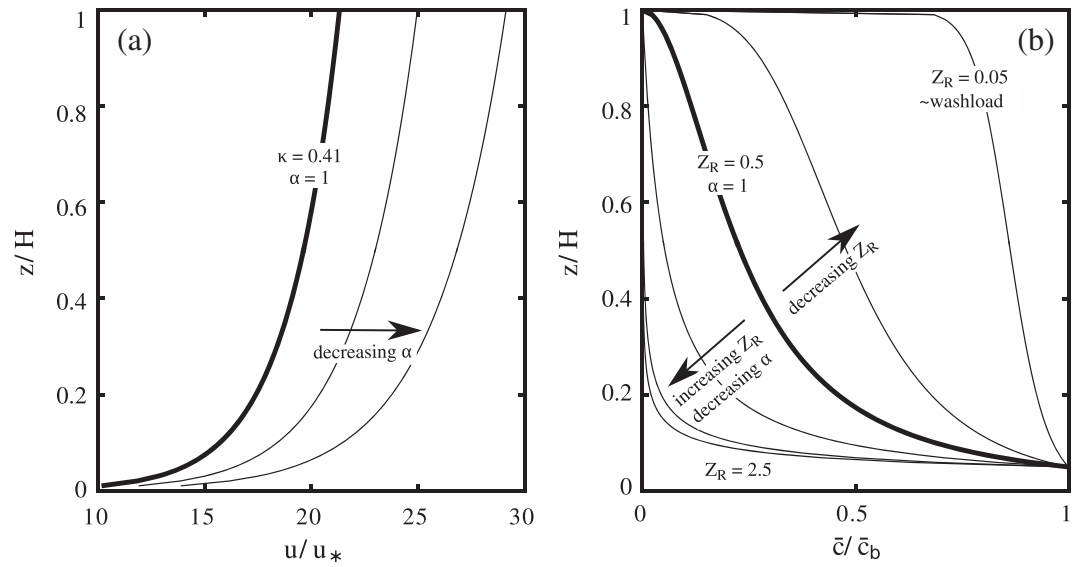 (a)
1
0.8
0.6
0.4
0.2
0
z/H
κ = 0.41
α = 1
decreasing α
10
15
20
25
30
u/u*
(b)
1
0.8
0.6
0.4
0.2
0
z/H
Z_R = 0.05
~washload
Z_R = 0.5
α = 1
decreasing Z_R
increasing Z_R
decreasing α
Z_R = 2.5
0
0.5
1
c̄/c̄_b